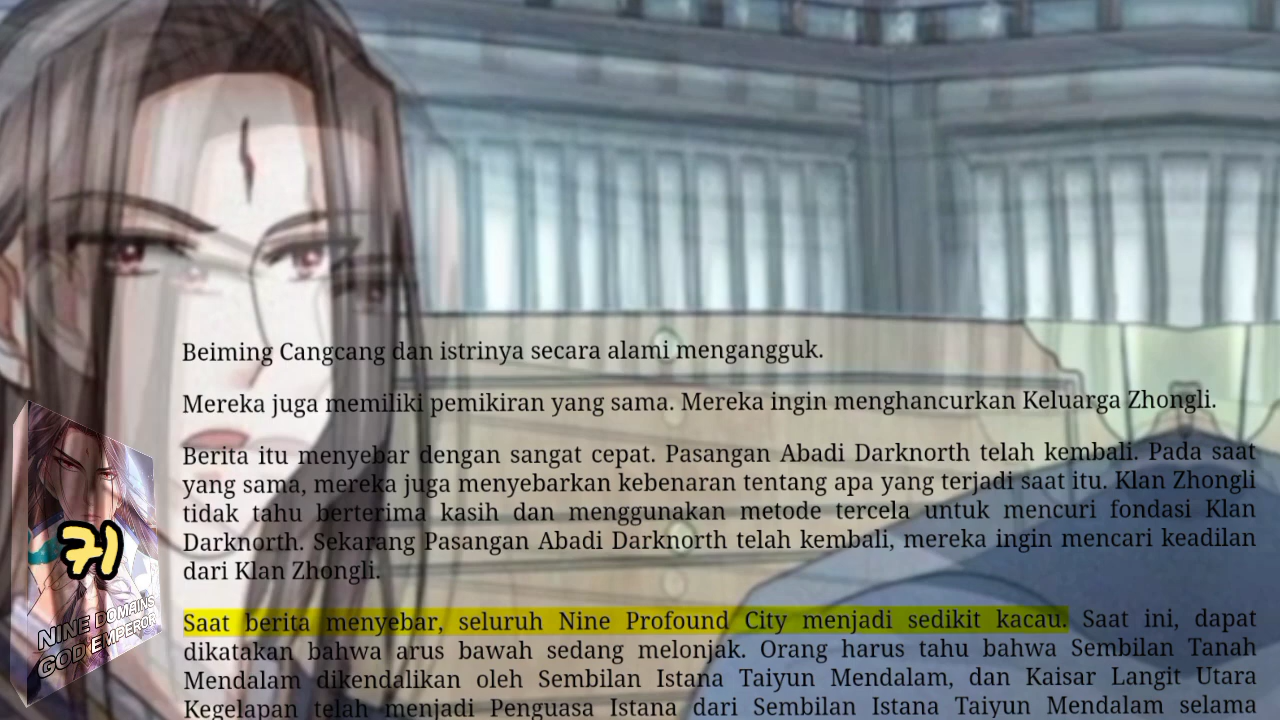 Beiming Cangcang dan istrinya secara alami mengangguk.
Mereka juga memiliki pemikiran yang sama. Mereka ingin menghancurkan Keluarga Zhongli.
Berita itu menyebar dengan sangat cepat. Pasangan Abadi Darknorth telah kembali. Pada saat
yang sama, mereka juga menyebarkan kebenaran tentang apa yang terjadi saat itu. Klan Zhongli
tidak tahu berterima kasih dan menggunakan metode tercela untuk mencuri fondasi Klan
Darknorth. Sekarang Pasangan Abadi Darknorth telah kembali, mereka ingin mencari keadilan
dari Klan Zhongli.
Saat berita menyebar, seluruh Nine Profound City menjadi sedikit kacau. Saat ini, dapat
dikatakan bahwa arus bawah sedang melonjak. Orang harus tahu bahwa Sembilan Tanah
Mendalam dikendalikan oleh Sembilan Istana Taiyun Mendalam, dan Kaisar Langit Utara
Kegelapan telah menjadi Penguasa Istana dari Sembilan Istana Taiyun Mendalam selama
71
NINE DOMAINS
GOD EMPEROR